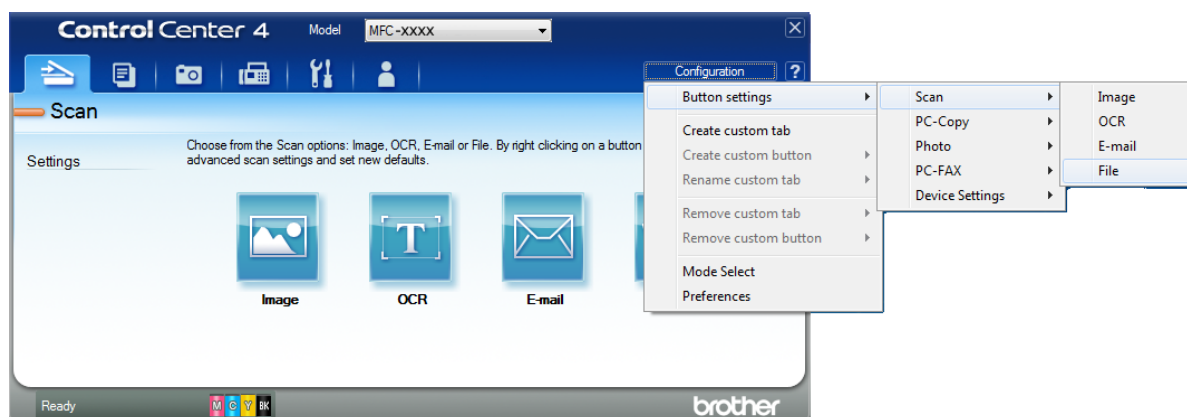 ControlCenter 4
Model
MFC-XXXX
Configuration
?
Scan
Settings
Choose from the Scan options: Image, OCR, E-mail or File. By right clicking on a button
advanced scan settings and set new defaults.
Image
OCR
E-mail
Button settings
Create custom tab
Create custom button
Rename custom tab
Remove custom tab
Remove custom button
Mode Select
Preferences
Scan
PC-Copy
Photo
PC-FAX
Device Settings
Image
OCR
E-mail
File
Ready
M C Y BK
brother